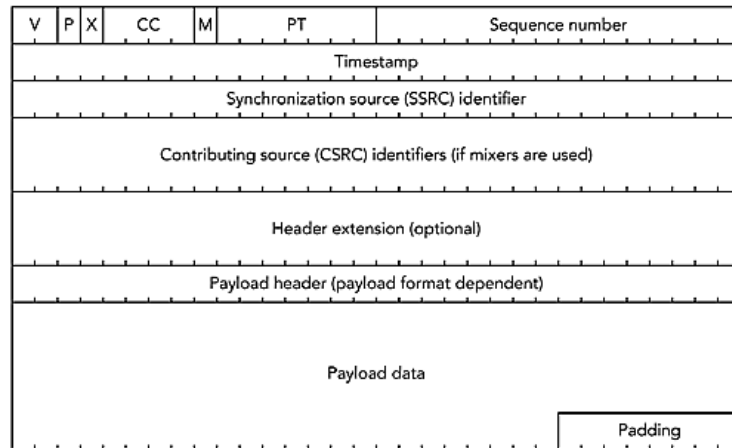 V P X CC M PT Sequence number
Timestamp
Synchronization source (SSRC) identifier
Contributing source (CSRC) identifiers (if mixers are used)
Header extension (optional)
Payload header (payload format dependent)
Payload data
Padding